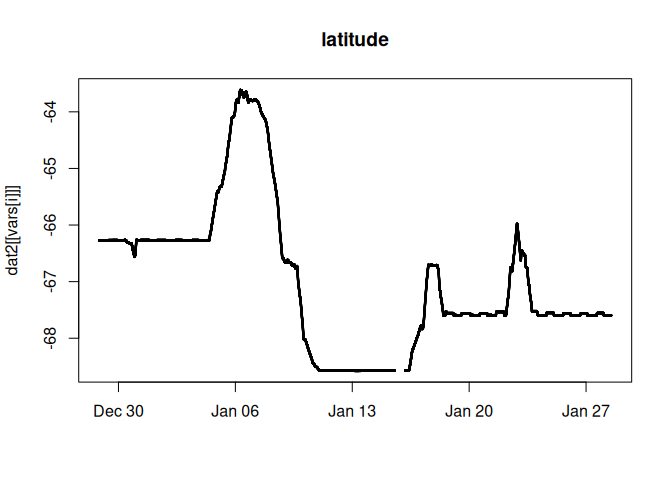 latitude
dat2[[vars[i]]]
-64
-65
-66
-67
-68
Dec 30
Jan 06
Jan 13
Jan 20
Jan 27